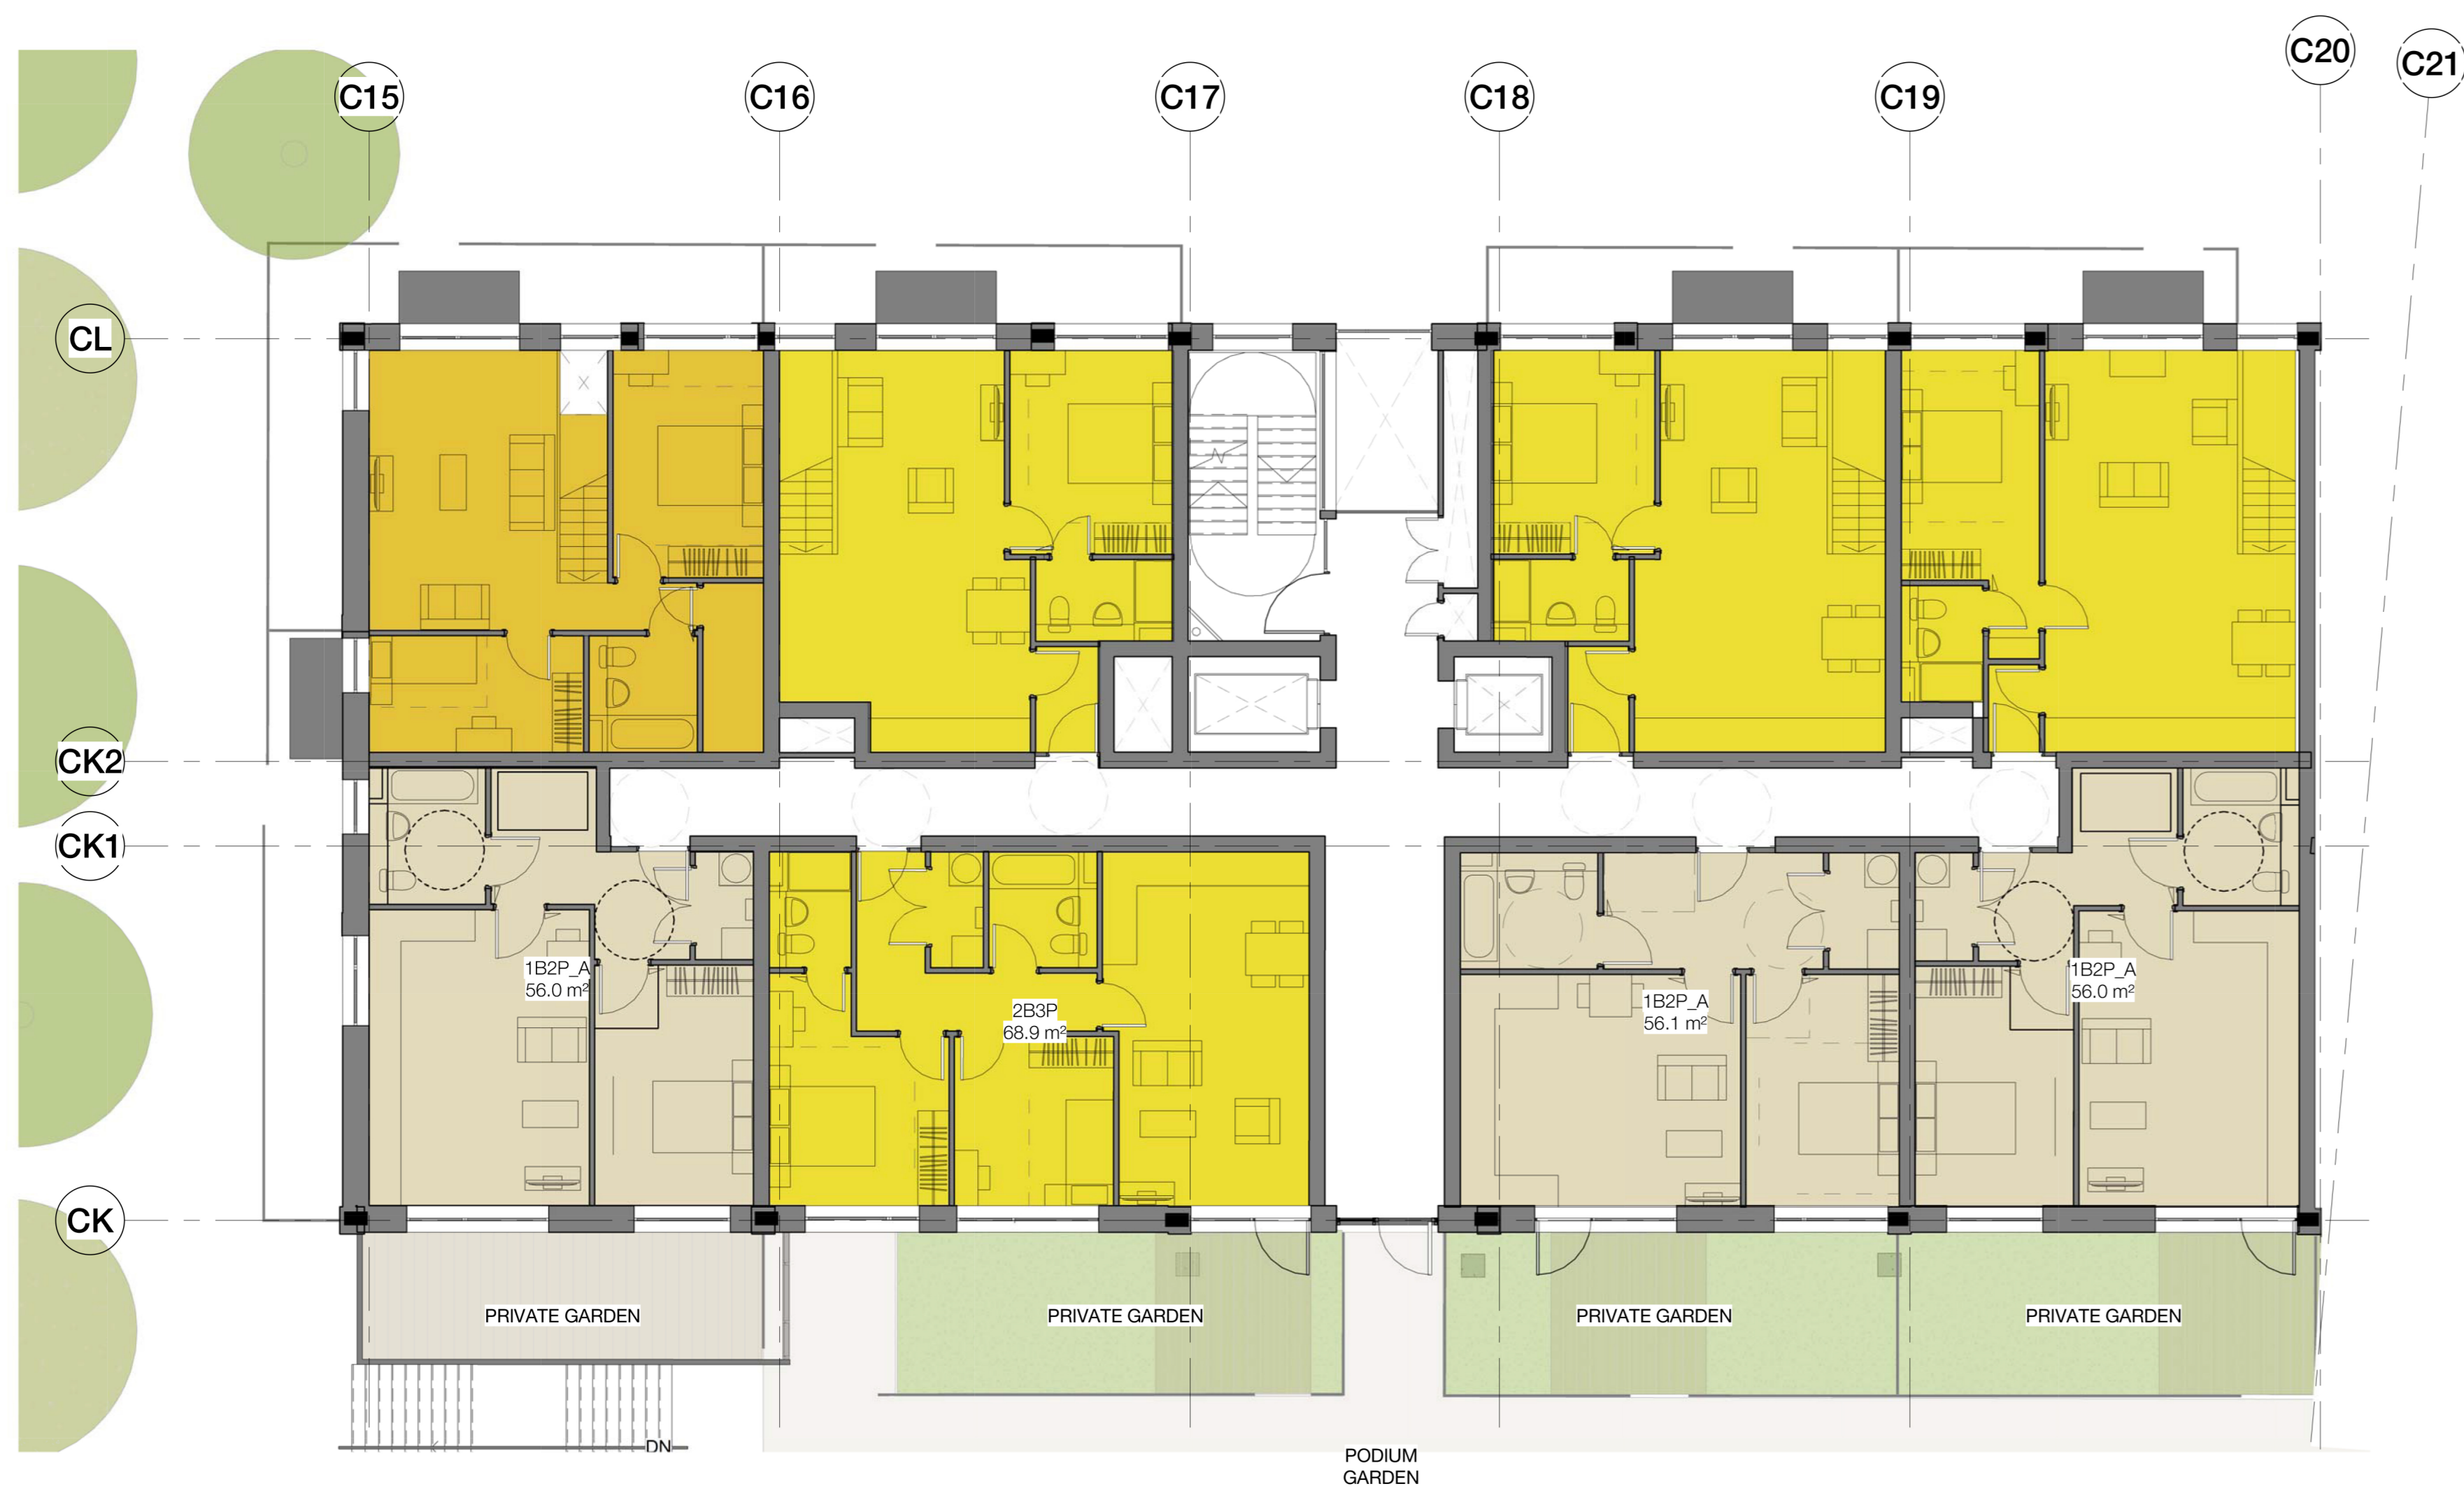 C15
C16
C17
C18
C19
C20
C21
CL
CK2
CK1
CK
1B2P_A
56.0 m²
2B3P
68.9 m²
1B2P_A
56.1 m²
1B2P_A
56.0 m²
PRIVATE GARDEN
PRIVATE GARDEN
PRIVATE GARDEN
PRIVATE GARDEN
DN
PODIUM
GARDEN